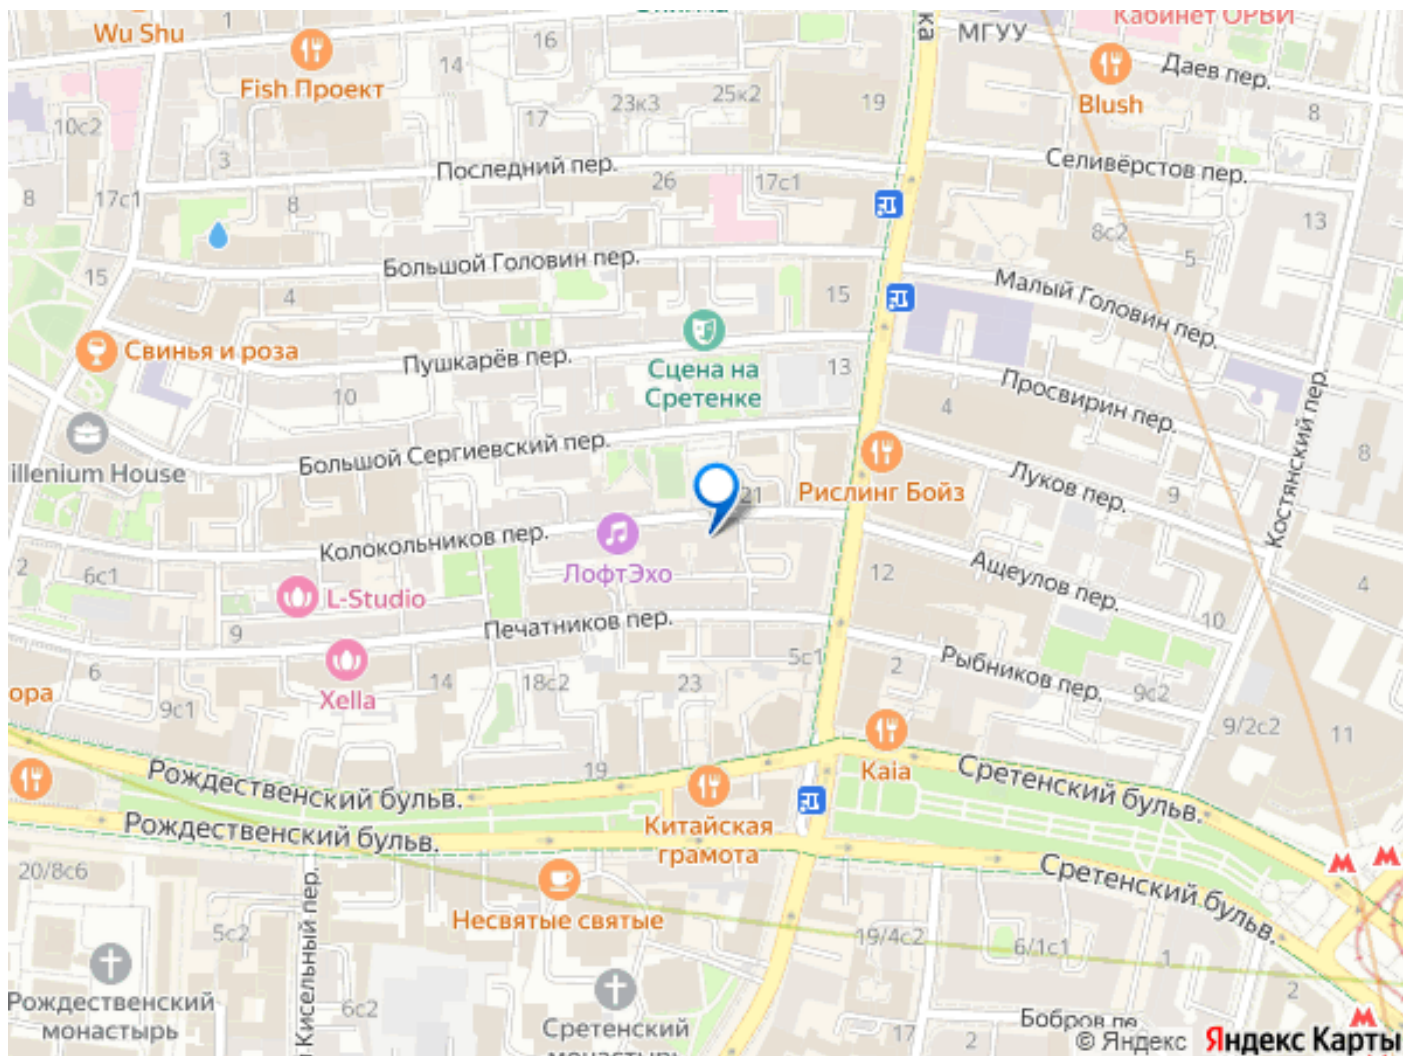 Wu Shu
1
16
ка
МГУУ
Кабинет ОРВИ
Fish Проект
14
23к3
25к2
19
Даев пер.
Blush
8
10с2
17
3
Последний пер.
Селивёрстов пер.
8
17с1
8
26
17с1
13
8с2
5
15
Большой Головин пер.
4
15
Малый Головин пер.
Свинья и роза
Пушкарёв пер.
Сцена на
Сретенке
13
10
4
Просвирин пер.
Костянский пер.
illenium House
Большой Сергиевский пер.
Рислинг Бойз
21
Луков пер.
9
8
Колокольников пер.
ЛофтЭхо
2
6с1
L-Studio
12
Ащеулов пер.
4
10
9
Печатников пер.
6
Xella
14
18с2
23
5с1
2
Рыбников пер.
9с2
ора
9с1
9/2с2
11
19
Kaia
Рождественский бульв.
Сретенский бульв.
Рождественский бульв.
Китайская
грамота
Сретенский бульв.
20/8с6
Несвятые святые
5с2
й Кисельный пер.
19/4с2
6/1с1
1
Рождественский
монастырь
6с2
Сретенский
монастырь
17
2
2
Бобров пе
© Яндекс
Яндекс Карты